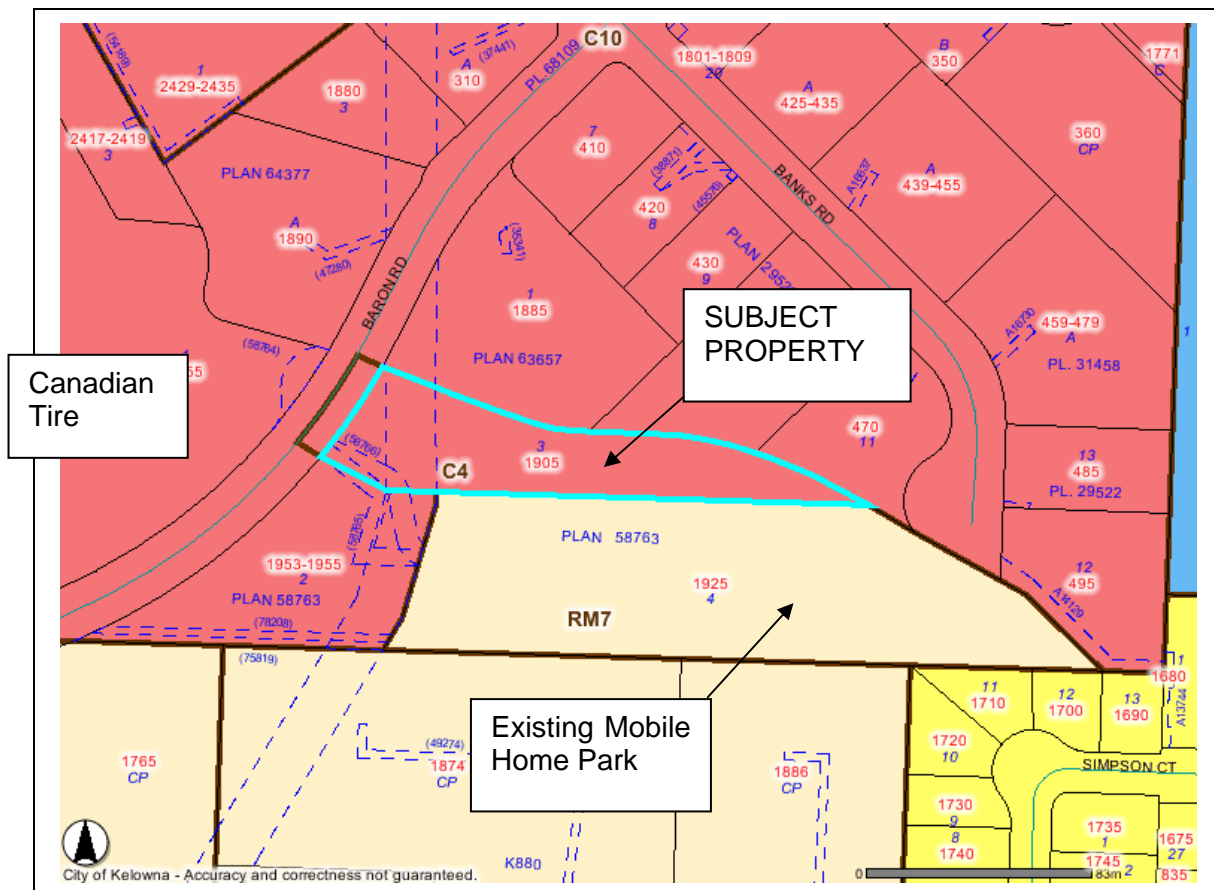 C10
(54189)
1
2429-2435
(37441)
A
310
PL. 68109
1801-1809
29
B
350
1771
C
1880
3
A
425-435
2417-2419
3
360
CP
7
410
PLAN 64377
(38871)
BANKS RD
A16637
A
439-455
A
1890
(47280)
420
8
(45576)
(35341)
430
9
BARON RD
1
1885
SUBJECT
PROPERTY
A16730
459-479
A
1
(58764)
PLAN 63657
PL. 31458
Canadian
Tire
470
11
(58766)
3
1905
C4
13
485
PL. 29522
(58765)
PLAN 58763
1953-1955
2
PLAN 58763
1925
4
12
495
A14129
(78208)
RM7
(75819)
1
1680
A13744
11
1710
12
1700
13
1690
Existing Mobile
Home Park
1765
CP
(49274)
1874
CP
1886
CP
1720
10
SIMPSON CT
1730
9
8
1740
1735
1
1675
27
K880
1745
2
835
City of Kelowna - Accuracy and correctness not guaranteed.
0
83m